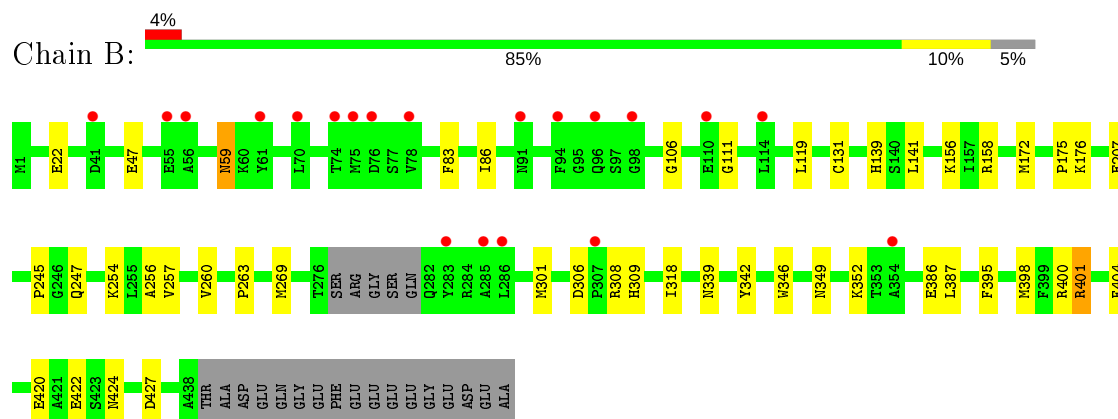 4%
Chain B:
85% 10% 5%
M1 E22 D41 E47 E55 A56 N59 K60 Y61 L70 T74 M75 D76 S77 V78 F83 I86 N91 F94 G95 Q96 S97 G98 G106 E110 G111 L114 L119 C131 H139 S140 L141 K156 I157 R158 M172 P175 K176
P245 G246 Q247 K254 L255 A256 V257 V260 P263 M269 T276 SER ARG GLY SER GLN Q282 Y283 R284 A285 L286 M301 D306 P307 R308 H309 I318 N339 Y342 W346 N349 K352 T353 A354 E386 L387 F395 M398 F399 R400 R401
E420 A421 E422 S423 N424 D427 A438 THR ALA ASP GLU GLN GLY GLU PHE GLU GLU GLU GLU GLY GLU ASP GLU ALA